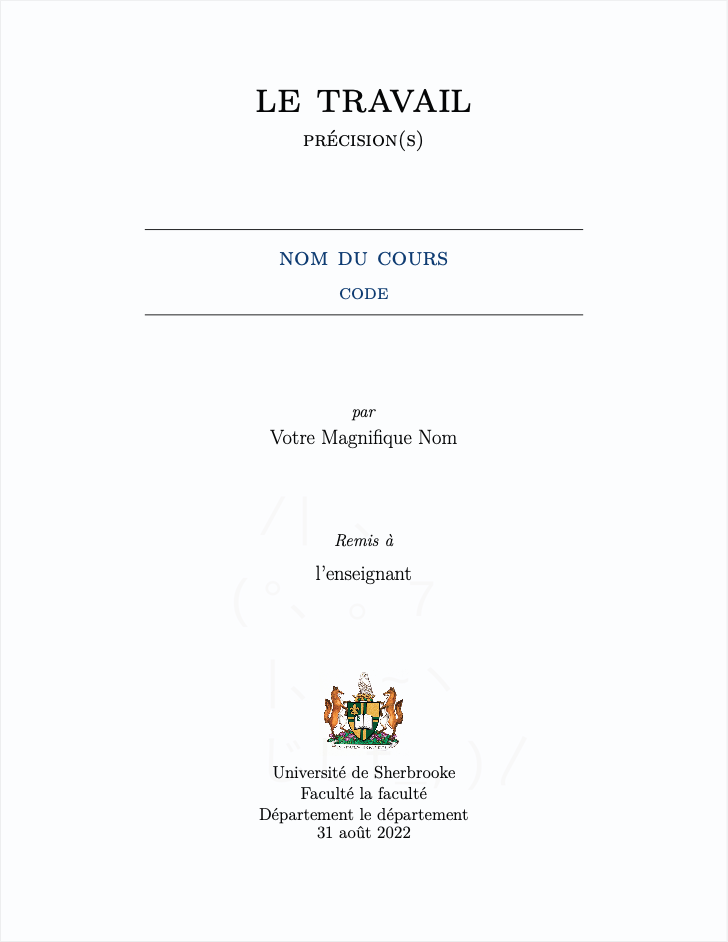 LE TRAVAIL
PRÉCISION(S)
NOM DU COURS
CODE
par
Votre Magnifique Nom
Remis à
l'enseignant
Université de Sherbrooke
Faculté la faculté
Département le département
31 août 2022